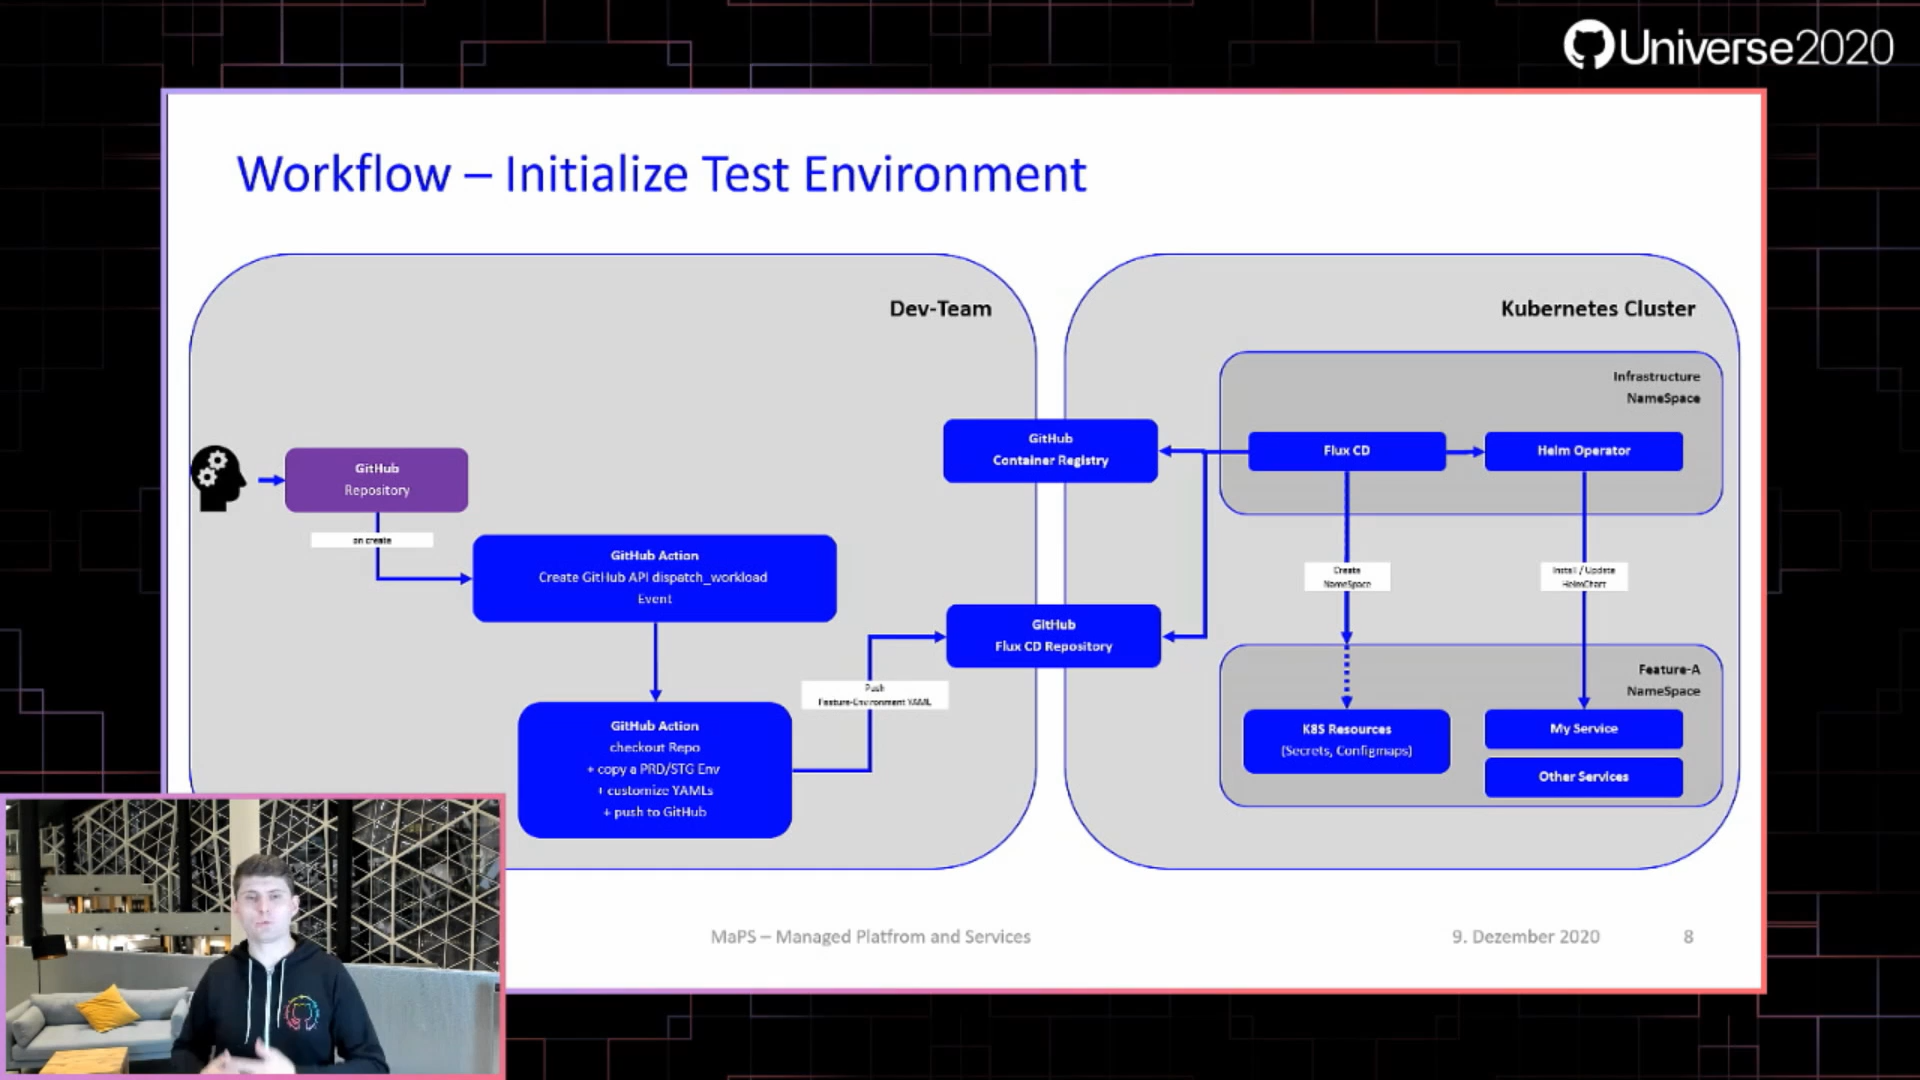 Universe2020
Workflow – Initialize Test Environment
Dev-Team
Kubernetes Cluster
Infrastructure
NameSpace
GitHub
Container Registry
Flux CD
Helm Operator
GitHub
Repository
on create
GitHub Action
Create GitHub API dispatch_workload
Event
Create
NameSpace
Install / Update
HelmChart
GitHub
Flux CD Repository
Push
Feature-Environment YAML
Feature-A
NameSpace
GitHub Action
checkout Repo
+ copy a PRD/STG Env
+ customize YAMLs
+ push to GitHub
K8S Resources
(Secrets, Configmaps)
My Service
Other Services
MaPS – Managed Platfrom and Services
9. Dezember 2020
8